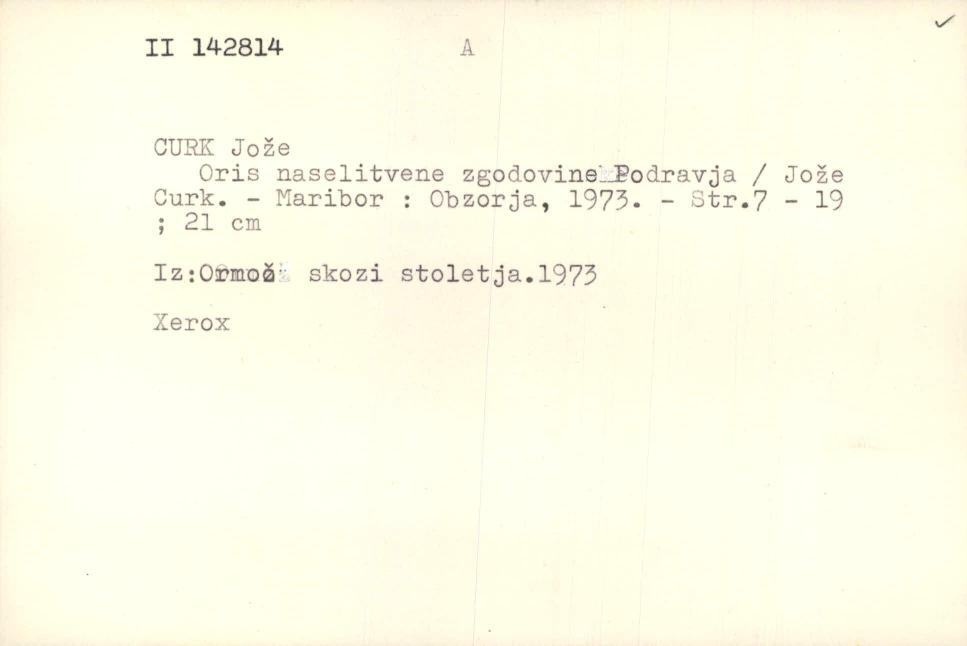 II 142814 A
CURK Jože
Oris naselitvene zgodovine Podravja / Jože
Curk. - Maribor : Obzorja, 1973. - Str.7 - 19
; 21 cm
Iz:Ormož skozi stoletja.1973
Xerox